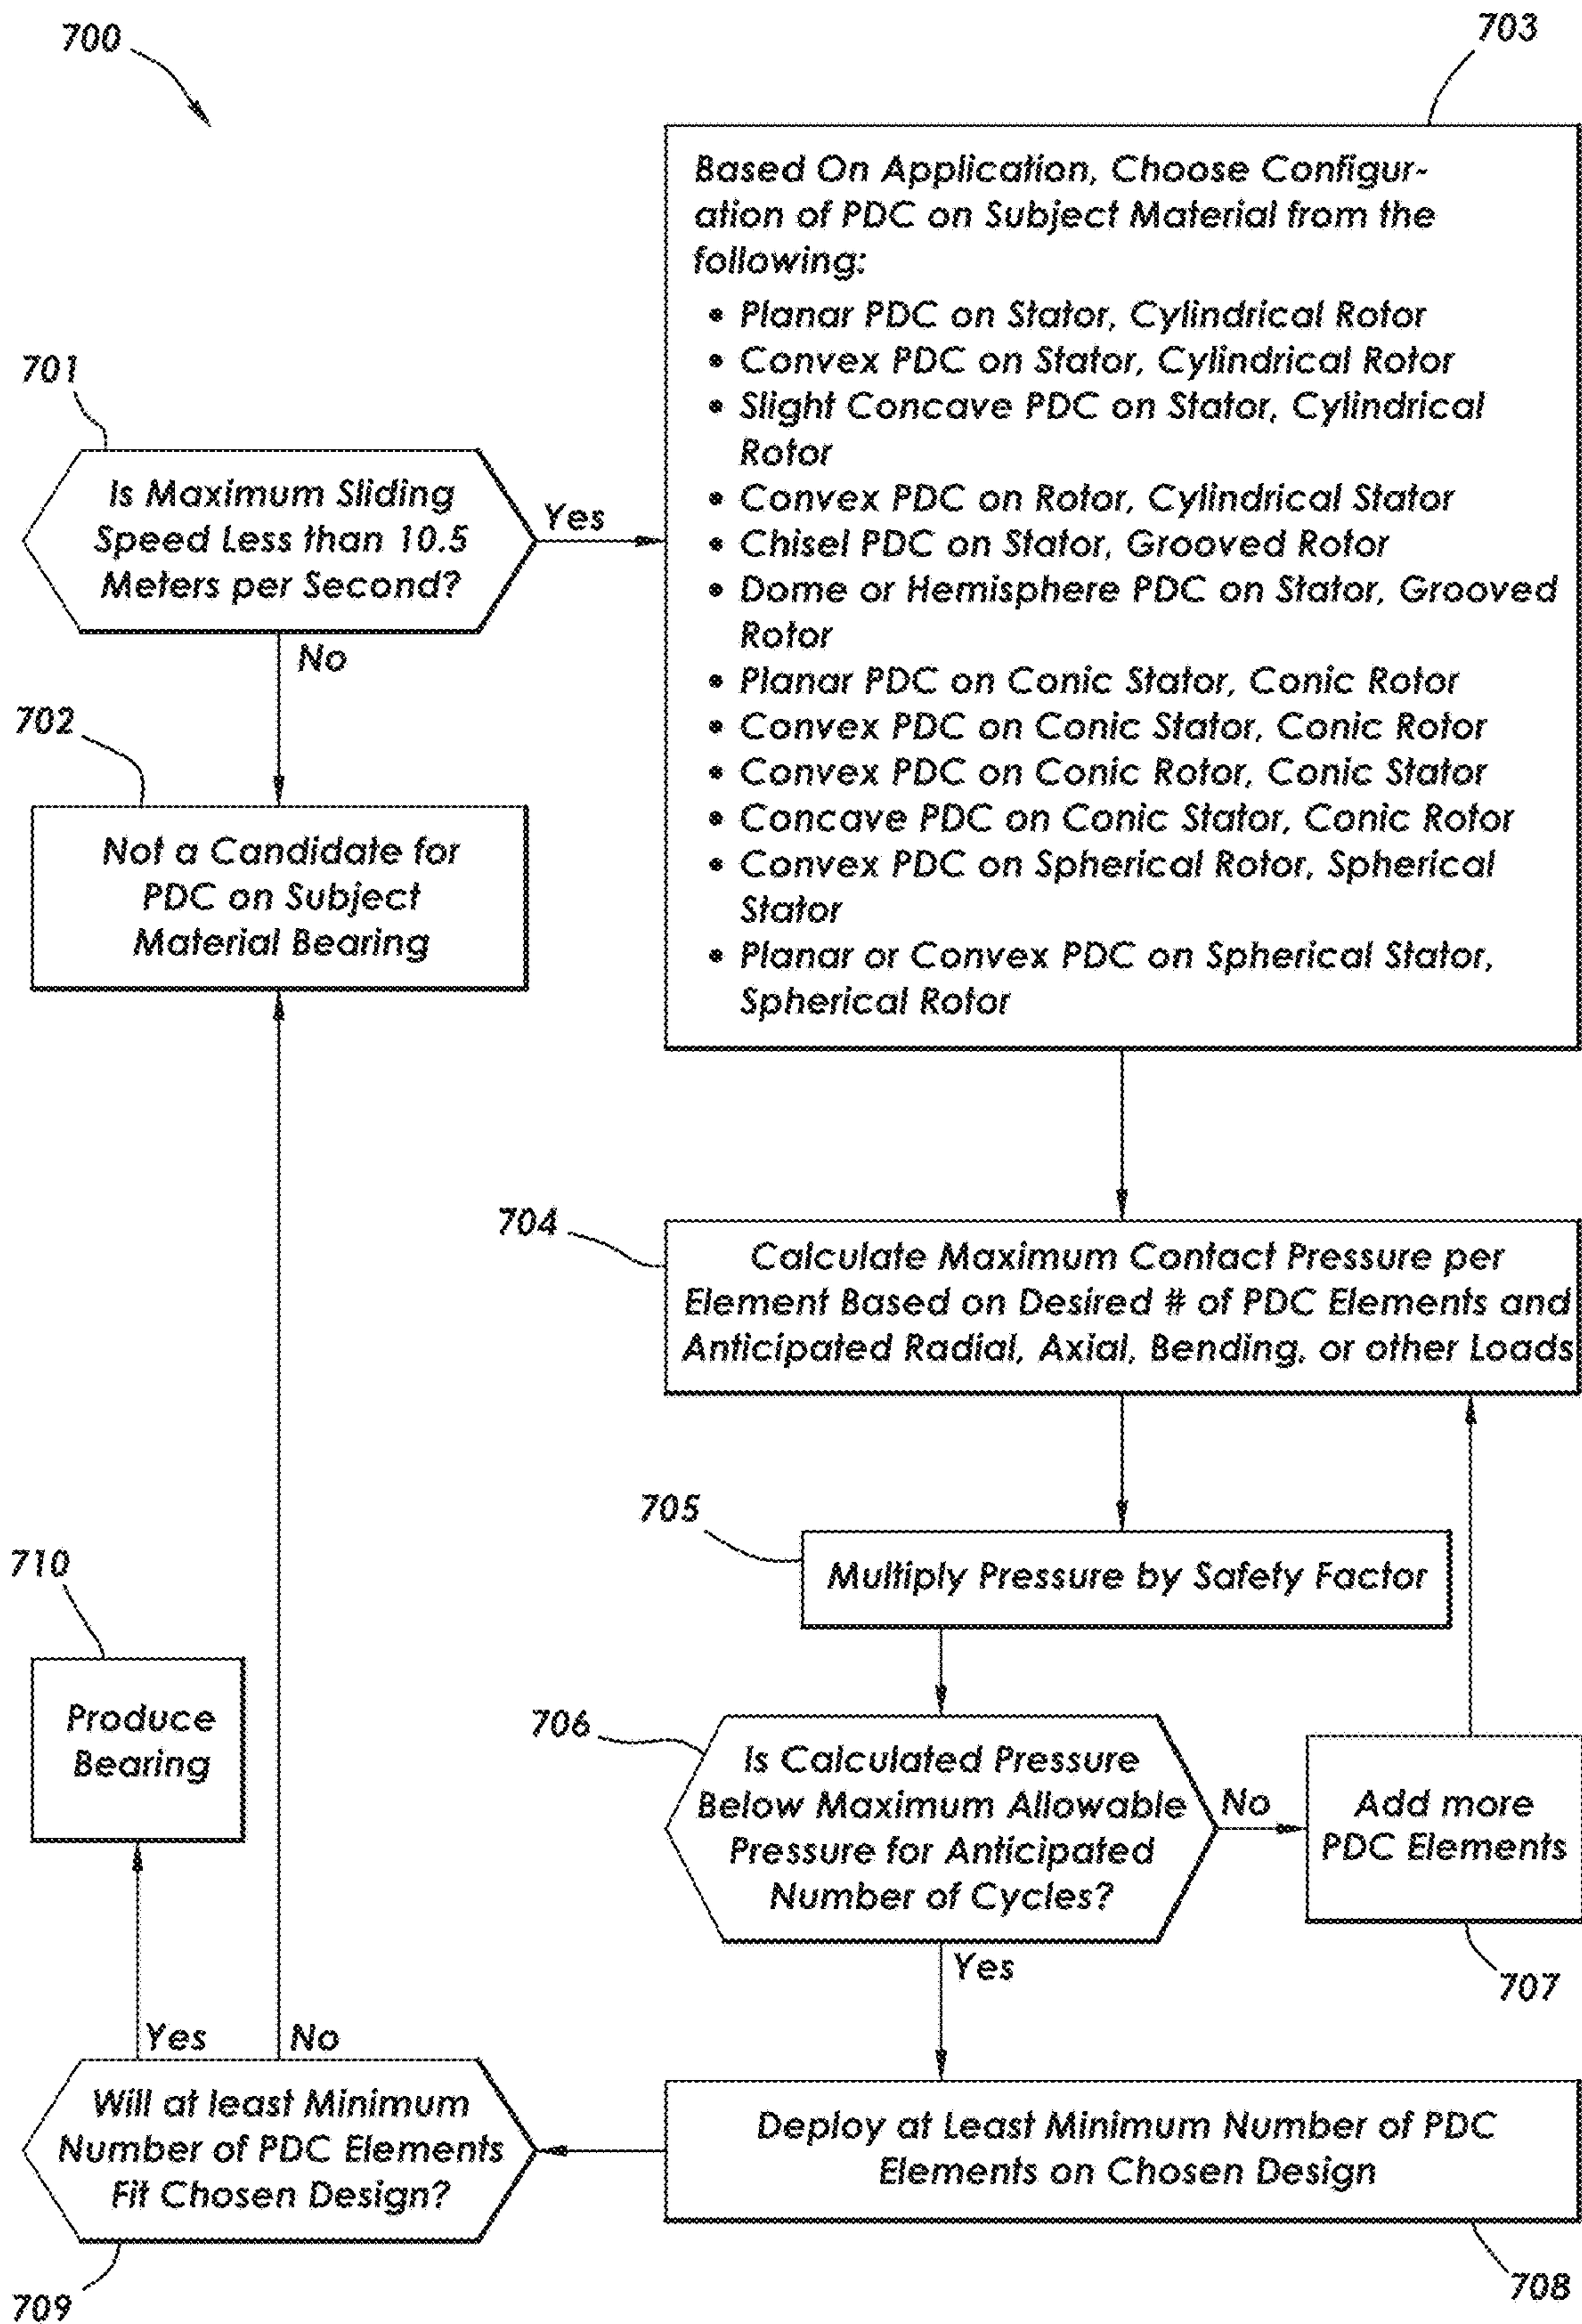 700
703
Based On Application, Choose Configur-
ation of PDC on Subject Material from the
following:
• Planar PDC on Stator, Cylindrical Rotor
• Convex PDC on Stator, Cylindrical Rotor
• Slight Concave PDC on Stator, Cylindrical
Rotor
• Convex PDC on Rotor, Cylindrical Stator
• Chisel PDC on Stator, Grooved Rotor
• Dome or Hemisphere PDC on Stator, Grooved
Rotor
• Planar PDC on Conic Stator, Conic Rotor
• Convex PDC on Conic Stator, Conic Rotor
• Convex PDC on Conic Rotor, Conic Stator
• Concave PDC on Conic Stator, Conic Rotor
• Convex PDC on Spherical Rotor, Spherical
Stator
• Planar or Convex PDC on Spherical Stator,
Spherical Rotor
701
Is Maximum Sliding
Speed Less than 10.5
Meters per Second?
Yes
No
702
Not a Candidate for
PDC on Subject
Material Bearing
704
Calculate Maximum Contact Pressure per
Element Based on Desired # of PDC Elements and
Anticipated Radial, Axial, Bending, or other Loads
705
Multiply Pressure by Safety Factor
706
Is Calculated Pressure
Below Maximum Allowable
Pressure for Anticipated
Number of Cycles?
No
Add more
PDC Elements
707
Yes
710
Produce
Bearing
Yes
No
Will at least Minimum
Number of PDC Elements
Fit Chosen Design?
709
Deploy at Least Minimum Number of PDC
Elements on Chosen Design
708